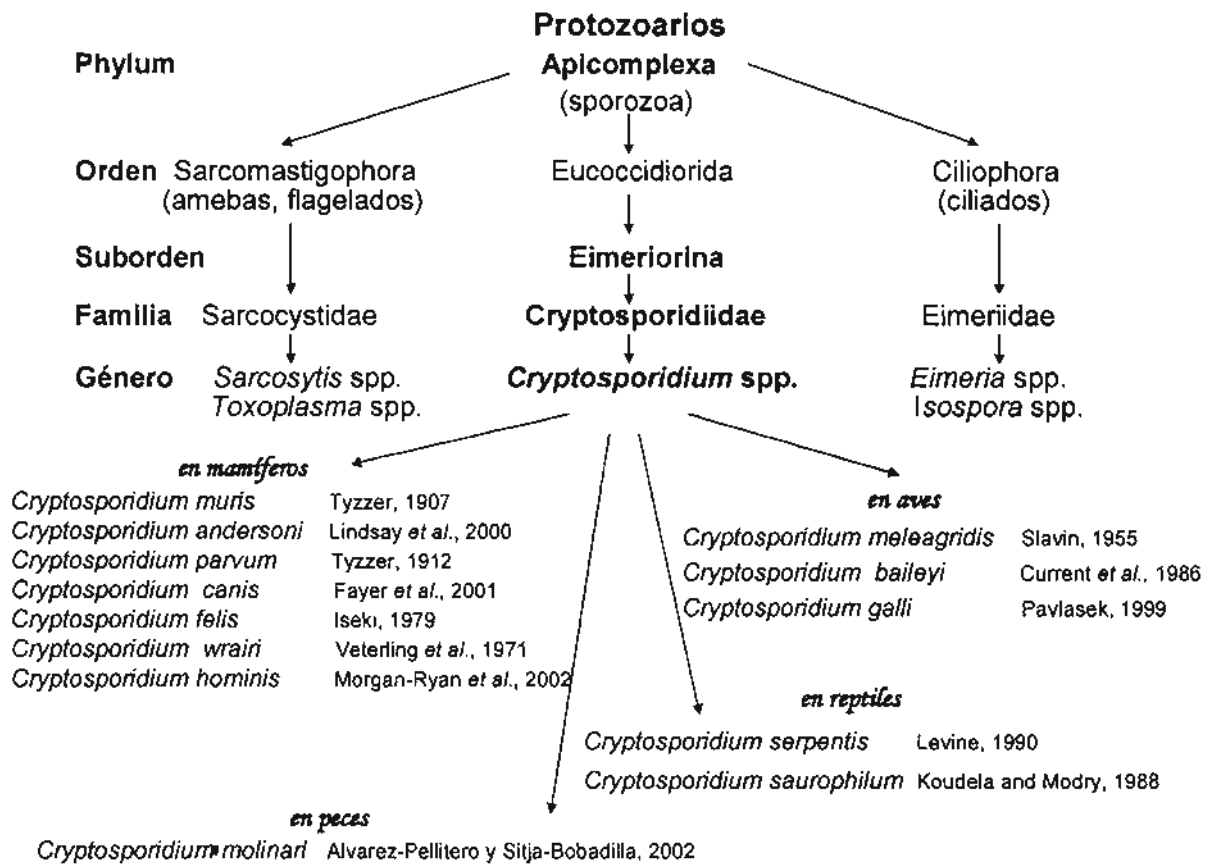 Protozoarios
Phylum Apicomplexa
(sporozoa)
Orden Sarcomastigophora Eucoccidiorida Ciliophora
(amebas, flagelados) (ciliados)
Suborden Eimeriorina
Familia Sarcocystidae Cryptosporidiidae Eimeriidae
Género Sarcosytis spp. Cryptosporidium spp. Eimeria spp.
Toxoplasma spp. Isospora spp.
en mamíferos
Cryptosporidium muris Tyzzer, 1907
Cryptosporidium andersoni Lindsay et al., 2000
Cryptosporidium parvum Tyzzer, 1912
Cryptosporidium canis Fayer et al., 2001
Cryptosporidium felis Iseki, 1979
Cryptosporidium wrairi Veterling et al., 1971
Cryptosporidium hominis Morgan-Ryan et al., 2002
en aves
Cryptosporidium meleagridis Slavin, 1955
Cryptosporidium baileyi Current et al., 1986
Cryptosporidium galli Pavlasek, 1999
en reptiles
Cryptosporidium serpentis Levine, 1990
Cryptosporidium saurophilum Koudela and Modry, 1988
en peces
Cryptosporidium molinari Alvarez-Pellitero y Sitja-Bobadilla, 2002